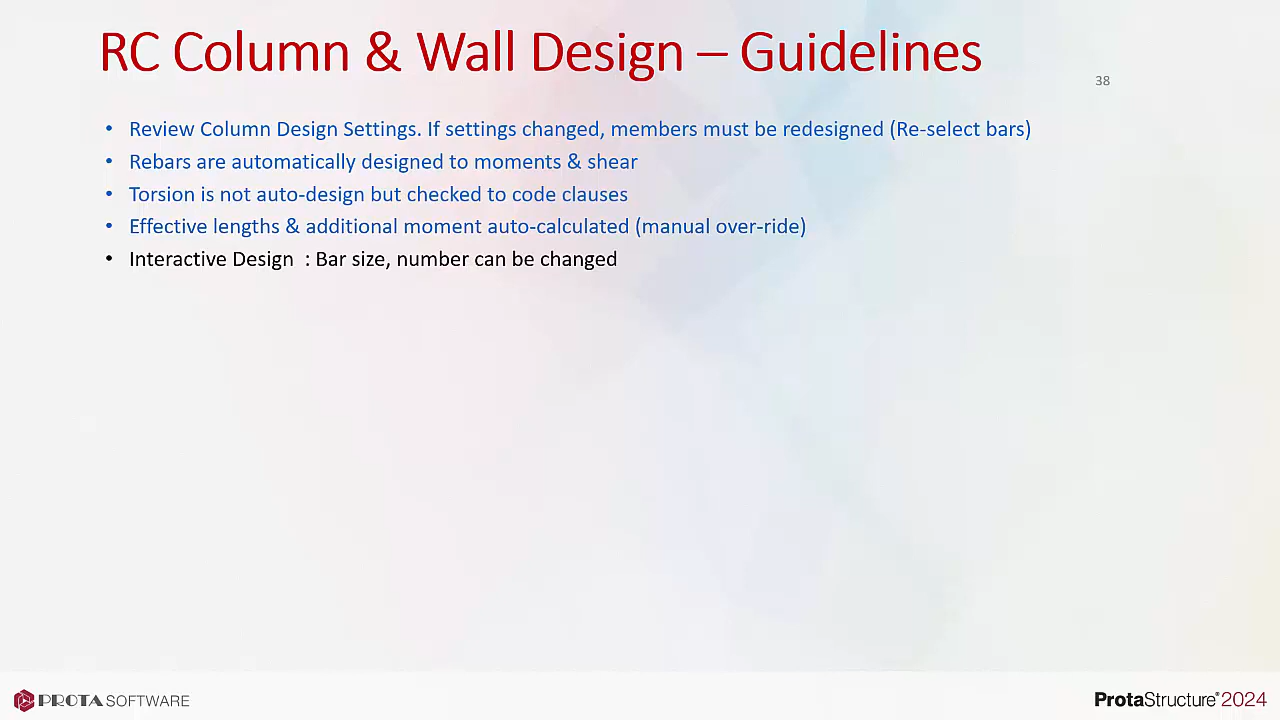 RC Column & Wall Design – Guidelines
38
• Review Column Design Settings. If settings changed, members must be redesigned (Re-select bars)
• Rebars are automatically designed to moments & shear
• Torsion is not auto-design but checked to code clauses
• Effective lengths & additional moment auto-calculated (manual over-ride)
• Interactive Design  : Bar size, number can be changed
PROTA SOFTWARE
ProtaStructure® 2024